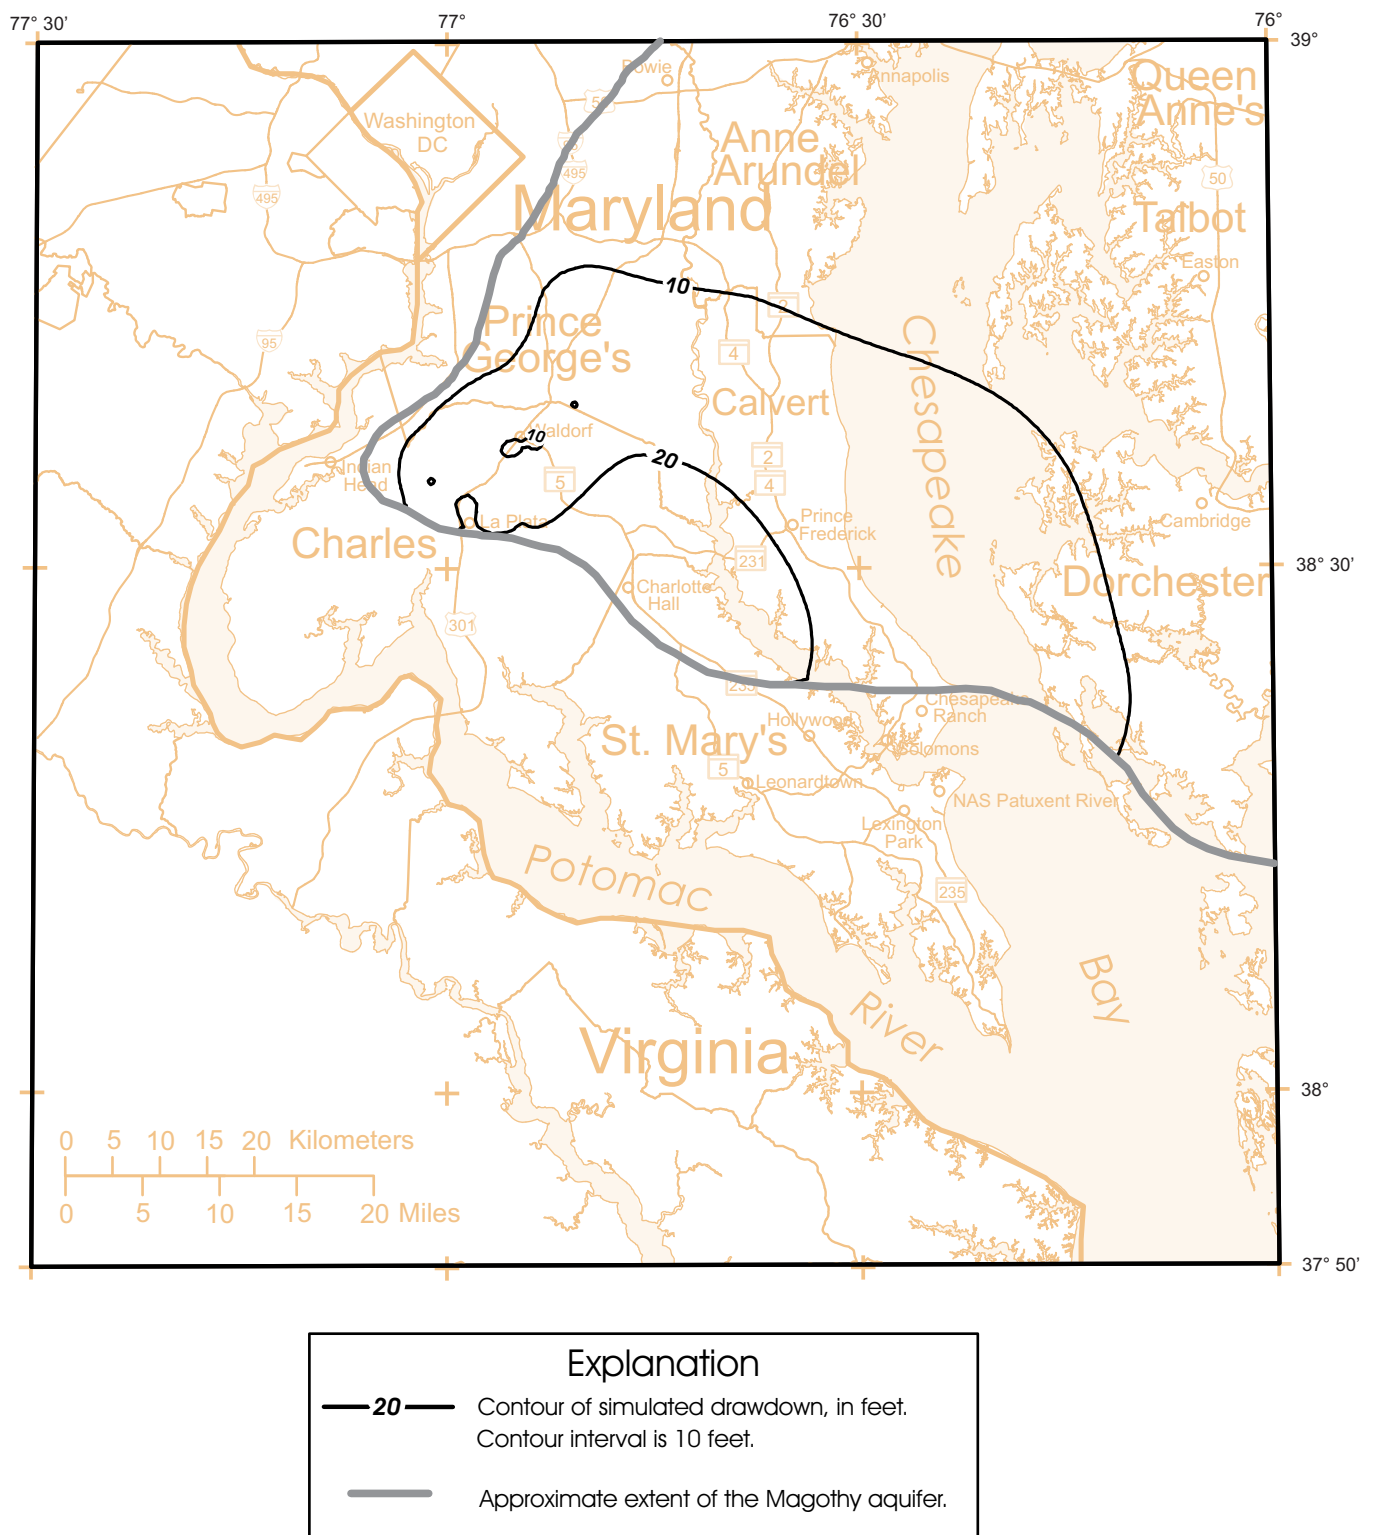 77° 30’
77°
76° 30’
76°
39°
Bowie
Annapolis
Queen
Anne's
50
Washington
DC
Anne
Arundel
495
495
50
Maryland
Talbot
Easton
10
2
Prince
George's
95
4
Chesapeake
Calvert
10
Waldorf
20
2
Indian
Head
5
4
La Plata
Prince
Frederick
Cambridge
Charles
231
38° 30’
Charlotte
Hall
Dorchester
301
235
Chesapeake
Ranch
Hollywood
St. Mary's
Solomons
5
Leonardtown
NAS Patuxent River
Lexington
Park
Potomac
235
Bay
River
Virginia
38°
0 5 10 15 20 Kilometers
0 5 10 15 20 Miles
37° 50’
Explanation
20 Contour of simulated drawdown, in feet.
Contour interval is 10 feet.
Approximate extent of the Magothy aquifer.